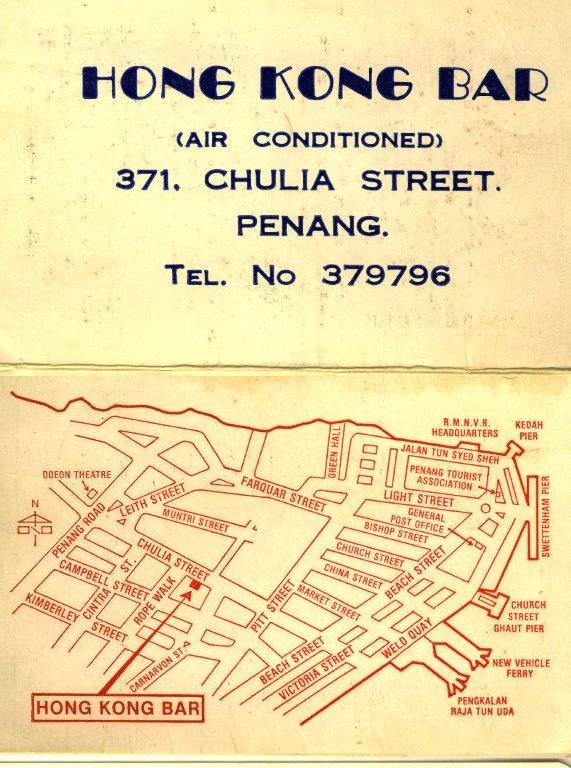 HONG KONG BAR
(AIR CONDITIONED)
371, CHULIA STREET.
PENANG.
TEL. NO 379796
R.M.N.V.R.
HEADQUARTERS
KEDAH
PIER
GREEN HALL
JALAN TUN SYED SHEH
PENANG TOURIST
ASSOCIATION
ODEON THEATRE
LEITH STREET
FARQUAR STREET
LIGHT STREET
SWETTENHAM PIER
N
MUNTRI STREET
GENERAL
POST OFFICE
BISHOP STREET
PENANG ROAD
CHULIA STREET
CHURCH STREET
CAMPBELL STREET
CHINA STREET
BEACH STREET
CINTRA ST.
ROPE WALK
MARKET STREET
KIMBERLEY
STREET
PITT STREET
CHURCH STREET
GHAUT PIER
WELD QUAY
BEACH STREET
CARNARVON ST.
VICTORIA STREET
NEW VEHICLE
FERRY
HONG KONG BAR
PENGKALAN
RAJA TUN UDA